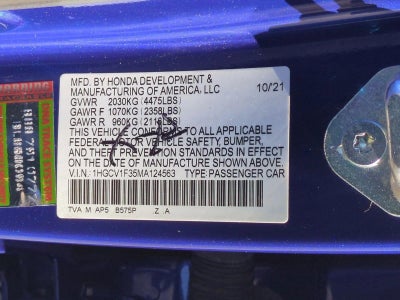 MFD. BY HONDA DEVELOPMENT &
MANUFACTURING OF AMERICA, LLC
10/21
GVWR 2030KG (4475LBS)
GAWR F 1070KG (2358LBS)
GAWR R 960KG (2116LBS)
THIS VEHICLE CONFORMS TO ALL APPLICABLE
FEDERAL MOTOR VEHICLE SAFETY, BUMPER,
AND THEFT PREVENTION STANDARDS IN EFFECT ON
THE DATE OF MANUFACTURE SHOWN ABOVE.
V.I.N.: 1HGCV1F35MA124563 TYPE:PASSENGER CAR
TVA M AP5 B575P Z .A